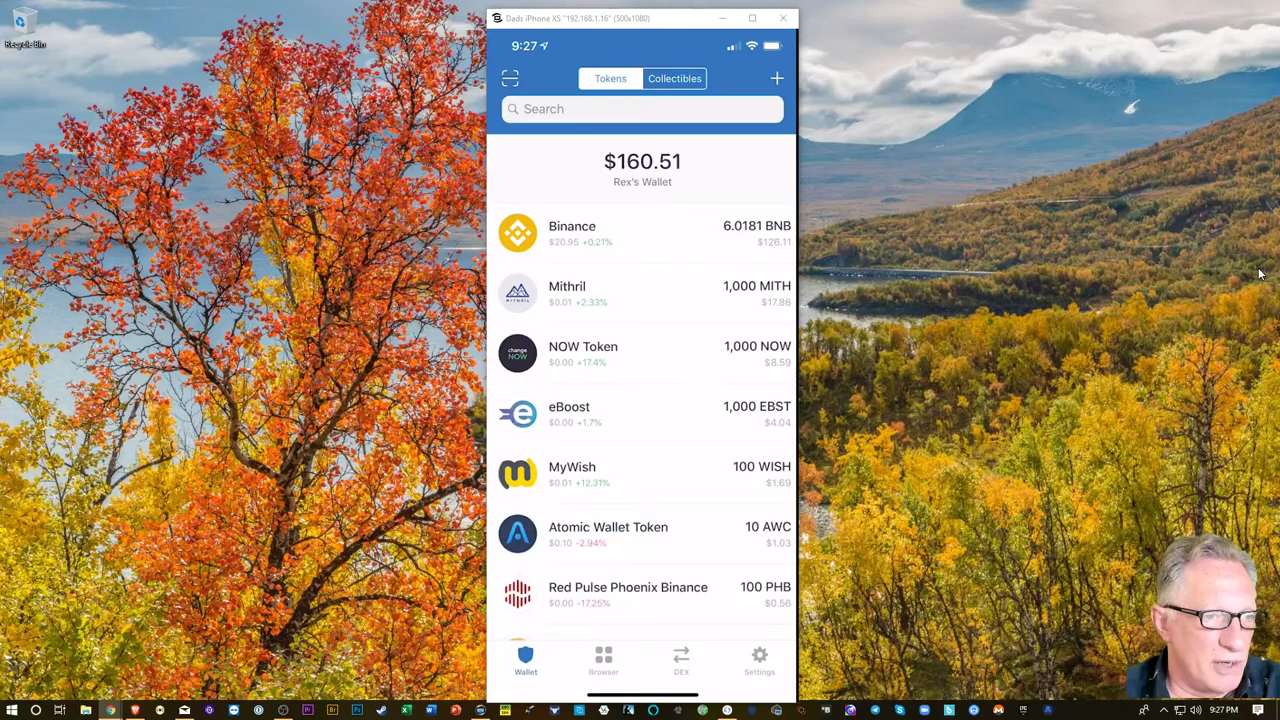 Recycle Bin
Dads iPhone XS "192.168.1.16" (500x1080)
9:27
Tokens
Collectibles
Search
$160.51
Rex's Wallet
Binance
6.0181 BNB
$20.95 +0.21%
$126.11
Mithril
1,000 MITH
$0.01 +2.33%
$17.86
change NOW
NOW Token
1,000 NOW
$0.00 +17.4%
$8.59
eBoost
1,000 EBST
$0.00 +1.7%
$4.04
MyWish
100 WISH
$0.01 +12.31%
$1.69
Atomic Wallet Token
10 AWC
$0.10 -2.94%
$1.03
Red Pulse Phoenix Binance
100 PHB
$0.00 -17.25%
$0.56
Wallet
Browser
DEX
Settings
9:27 PM